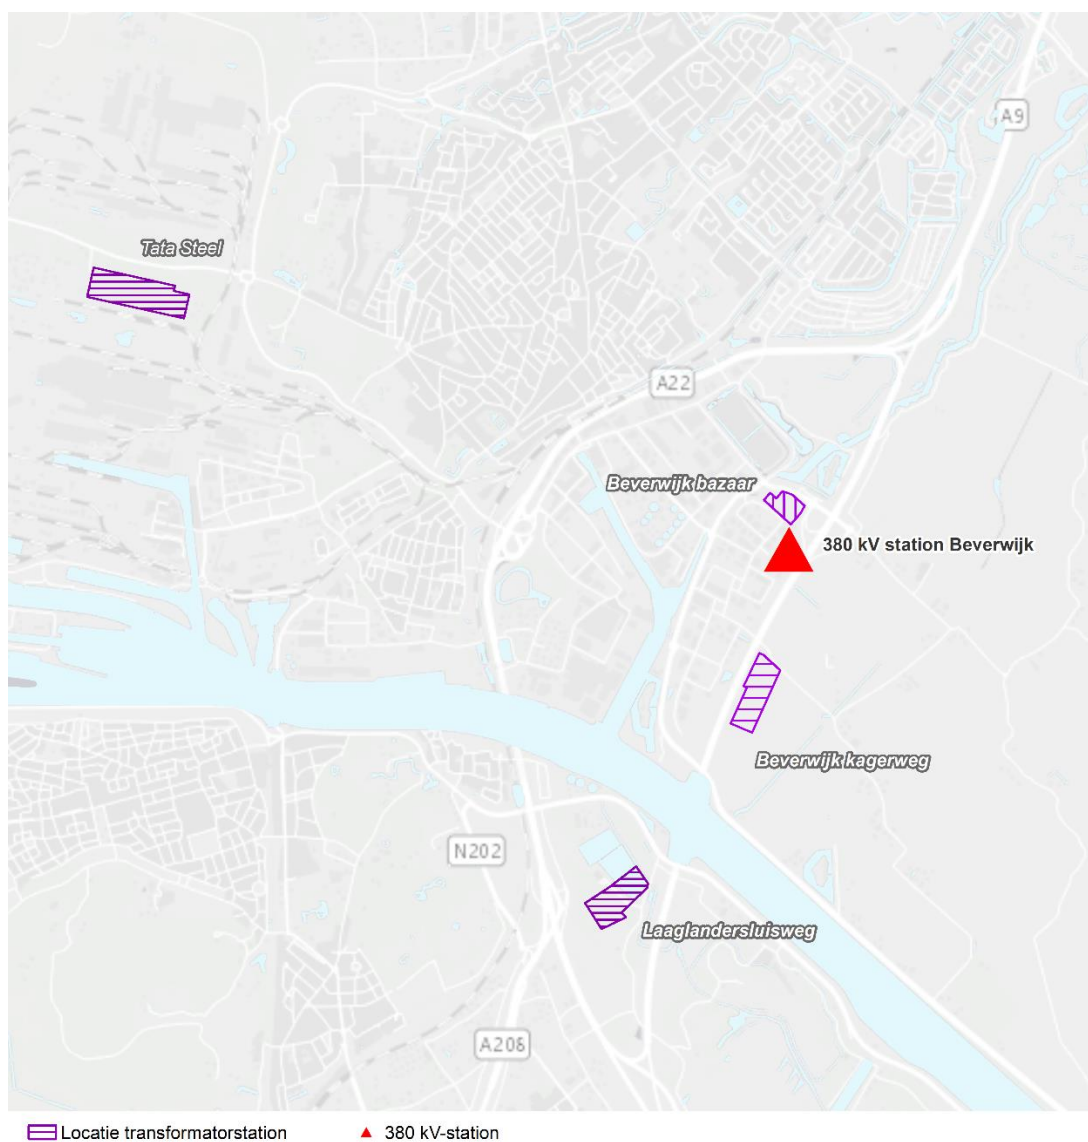 A9
Tata Steel
A22
Beverwijk bazaar
380 kV station Beverwijk
Beverwijk kagerweg
N202
Laaglandersluisweg
A208
Locatie transformatorstation
380 kV-station